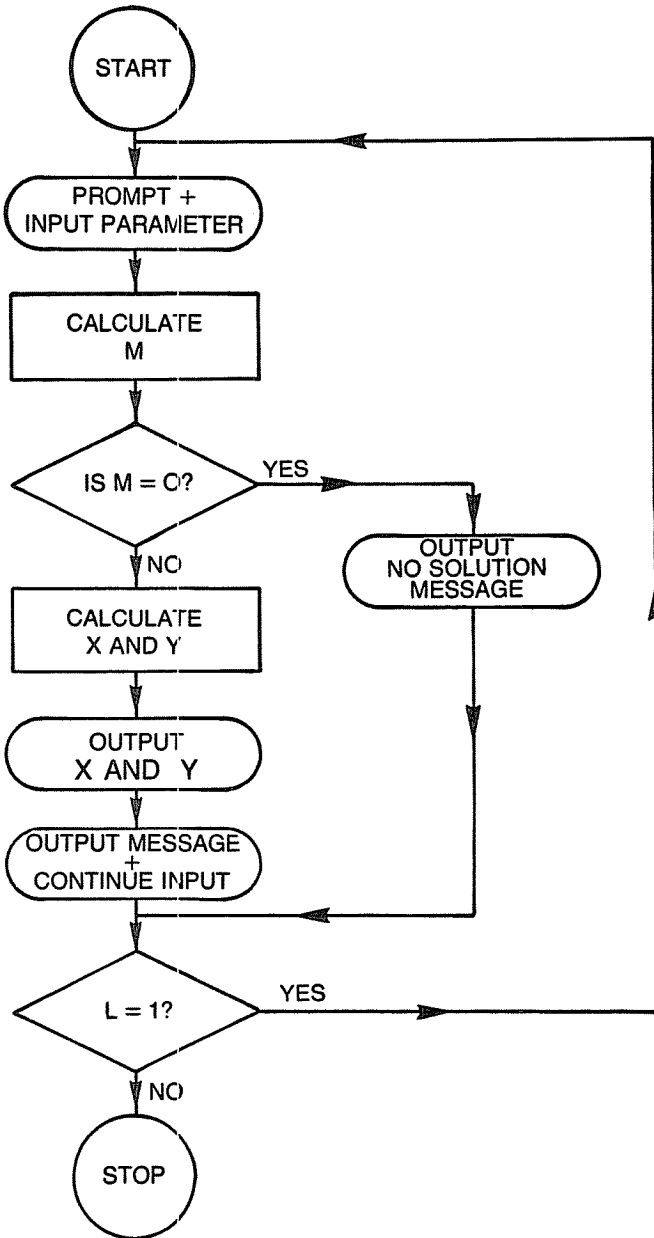 START
PROMPT +
INPUT PARAMETER
CALCULATE
M
IS M = O?
YES
NO
OUTPUT
NO SOLUTION
MESSAGE
CALCULATE
X AND Y
OUTPUT
X AND Y
OUTPUT MESSAGE
+
CONTINUE INPUT
L = 1?
YES
NO
STOP